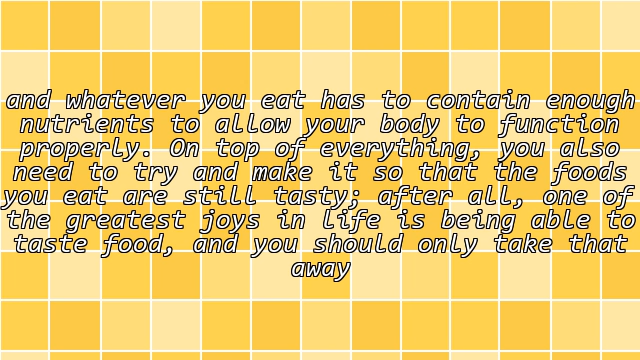 and whatever you eat has to contain enough
nutrients to allow your body to function
properly. On top of everything, you also
need to try and make it so that the foods
you eat are still tasty; after all, one of
the greatest joys in life is being able to
taste food, and you should only take that
away